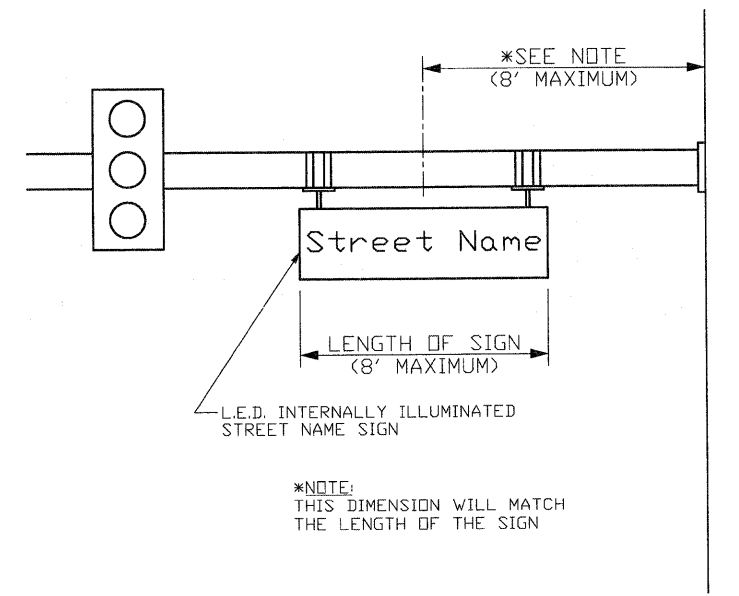 *SEE NOTE
(8' MAXIMUM)
Street Name
LENGTH OF SIGN
(8' MAXIMUM)
L.E.D. INTERNALLY ILLUMINATED
STREET NAME SIGN
*NOTE:
THIS DIMENSION WILL MATCH
THE LENGTH OF THE SIGN